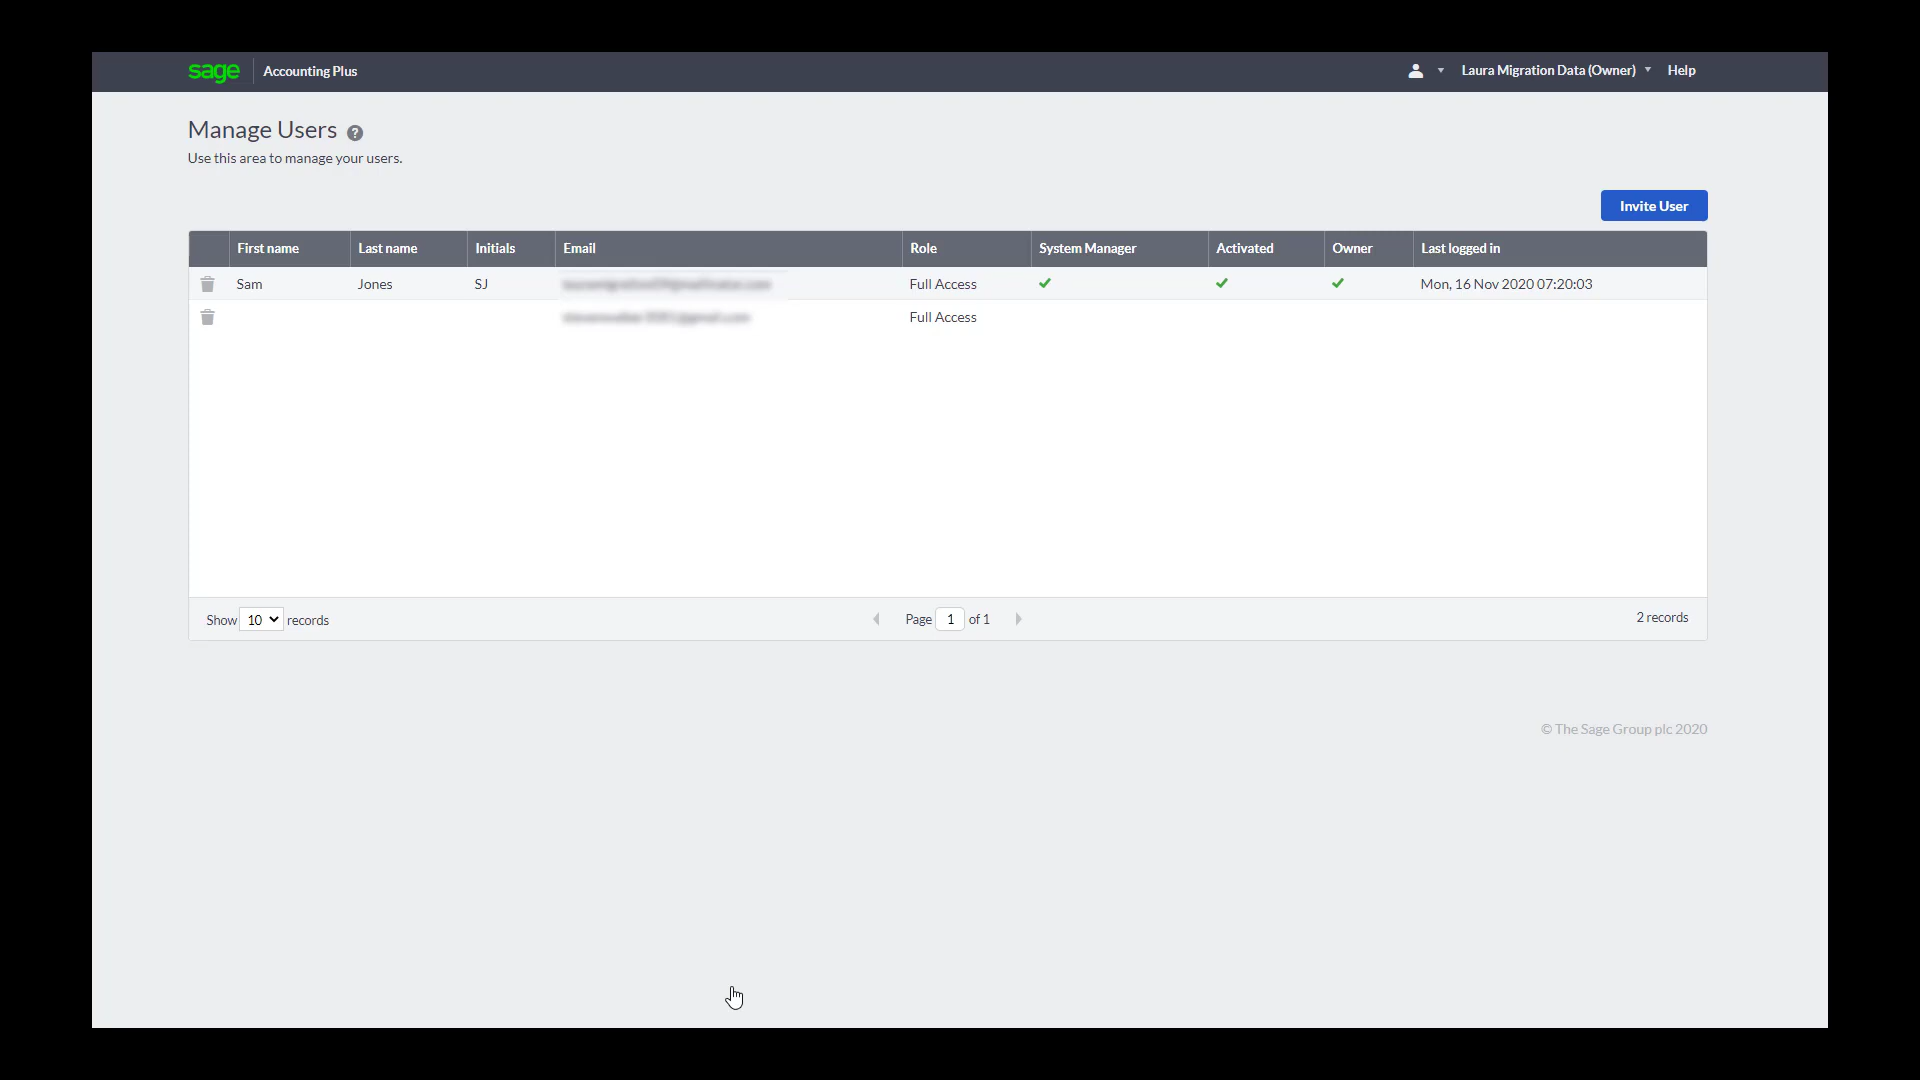 sage Accounting Plus Laura Migration Data (Owner) Help
Manage Users ?
Use this area to manage your users.
Invite User
First name Last name Initials Email Role System Manager Activated Owner Last logged in
Sam Jones SJ Full Access Mon, 16 Nov 2020 07:20:03
Full Access
Show 10 records Page 1 of 1 2 records
© The Sage Group plc 2020